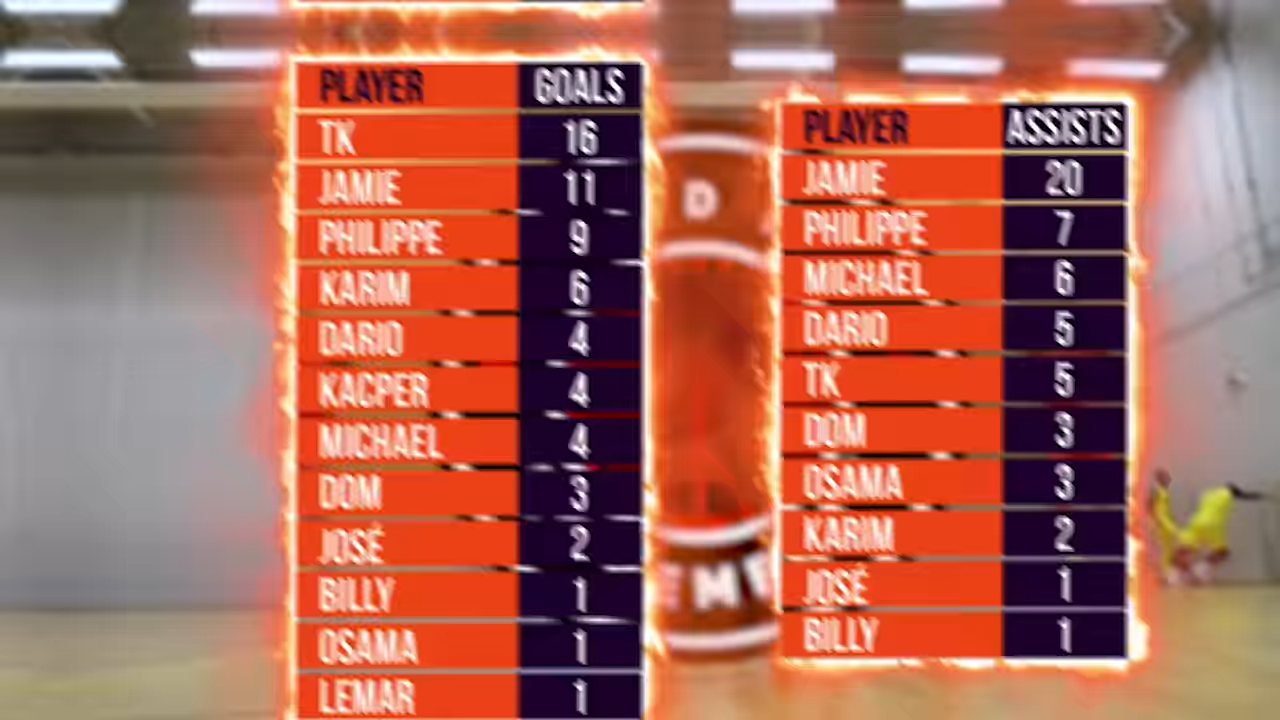 PLAYER GOALS
TK 16
JAMIE 11
PHILIPPE 9
KARIM 6
DARIO 4
KACPER 4
MICHAEL 4
DOM 3
JOSÉ 2
BILLY 1
OSAMA 1
LEMAR 1
D
EME
PLAYER ASSISTS
JAMIE 20
PHILIPPE 7
MICHAEL 6
DARIO 5
TK 5
DOM 3
OSAMA 3
KARIM 2
JOSÉ 1
BILLY 1